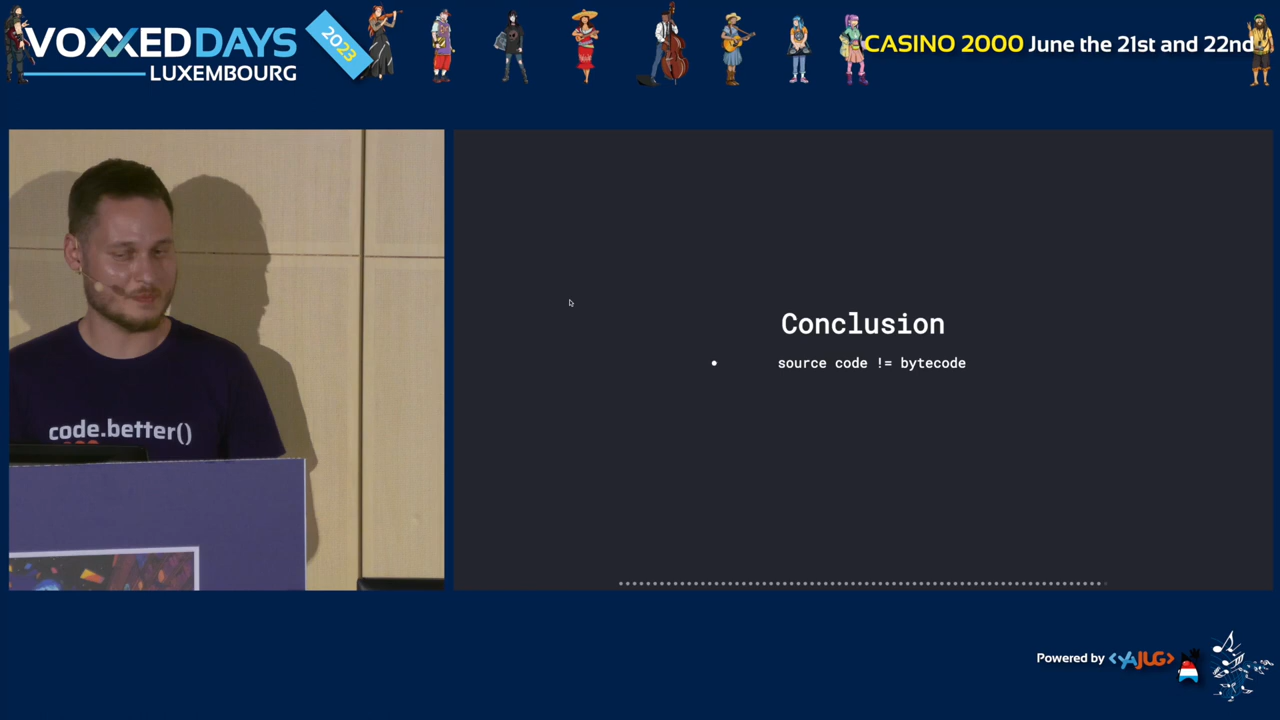 VOXXEDDAYS
LUXEMBOURG
2023
CASINO 2000 June the 21st and 22nd
Conclusion
• source code != bytecode
code.better()
Powered by <YAJUG>